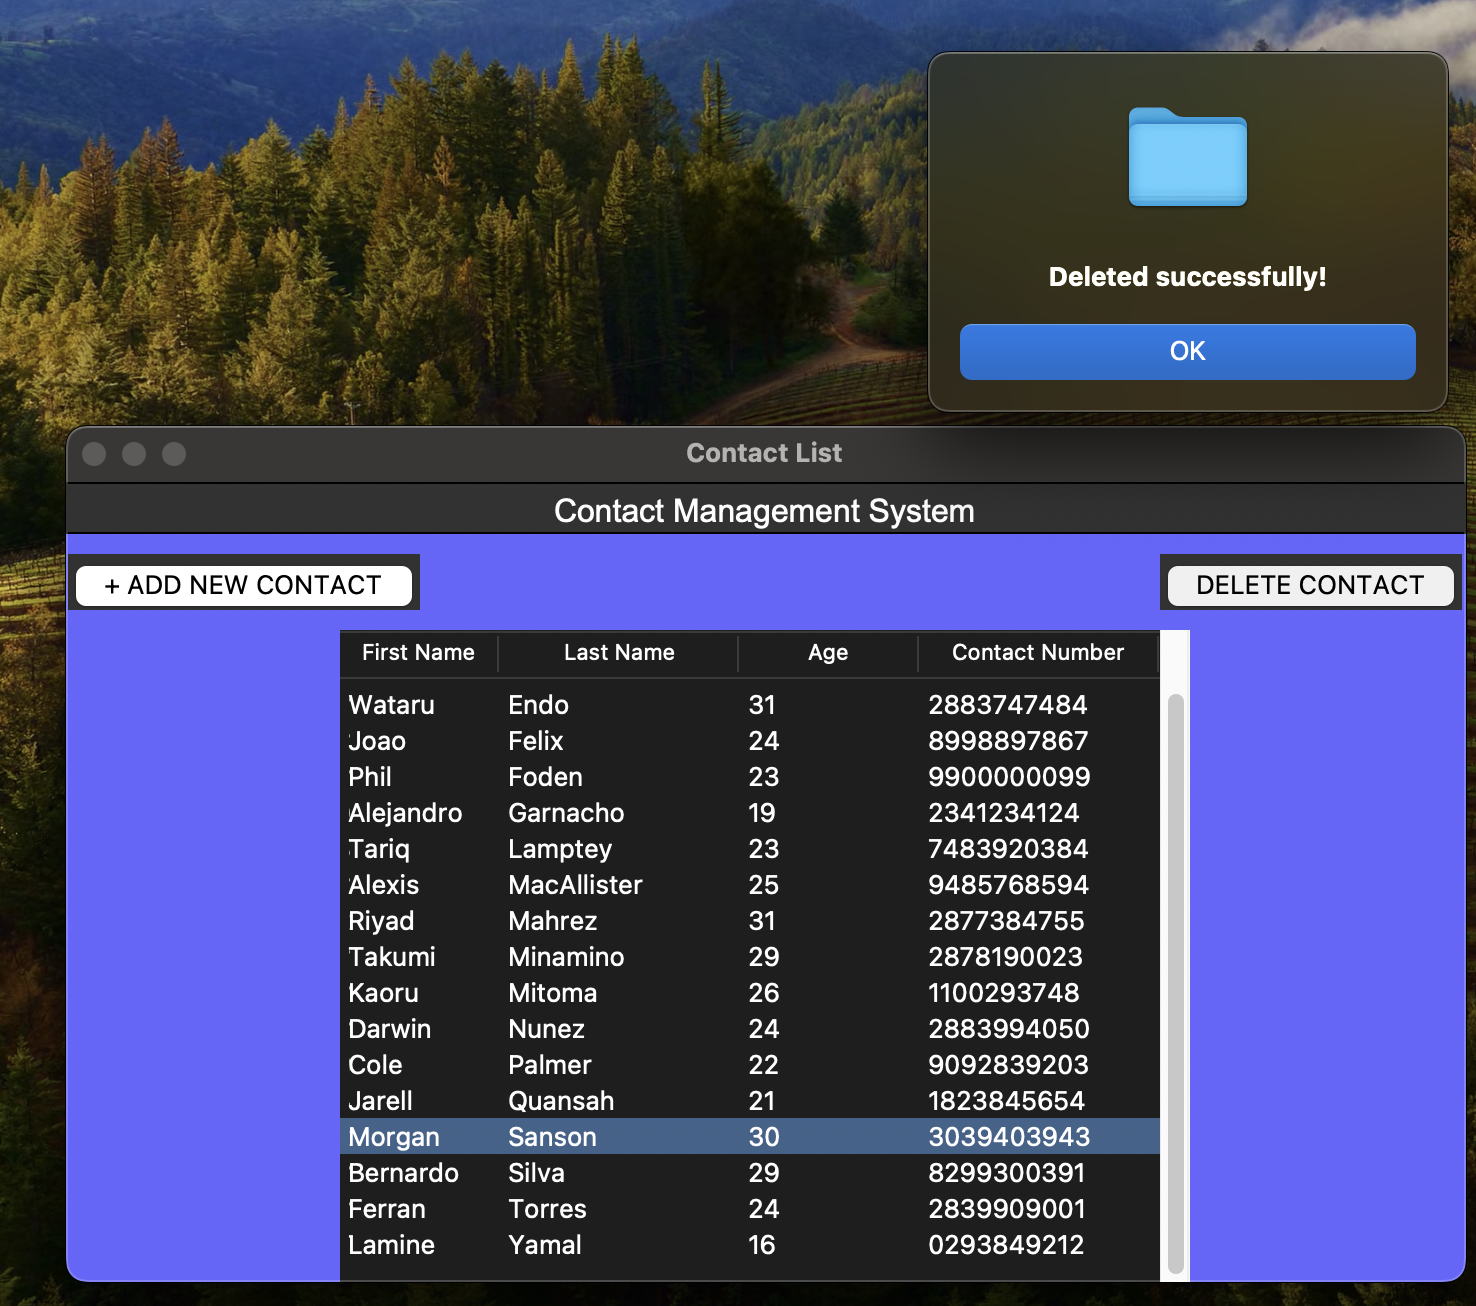 Deleted successfully!
OK
Contact List
Contact Management System
+ ADD NEW CONTACT
DELETE CONTACT
First Name Last Name Age Contact Number
Wataru Endo 31 2883747484
Joao Felix 24 8998897867
Phil Foden 23 9900000099
Alejandro Garnacho 19 2341234124
Tariq Lamptey 23 7483920384
Alexis MacAllister 25 9485768594
Riyad Mahrez 31 2877384755
Takumi Minamino 29 2878190023
Kaoru Mitoma 26 1100293748
Darwin Nunez 24 2883994050
Cole Palmer 22 9092839203
Jarell Quansah 21 1823845654
Morgan Sanson 30 3039403943
Bernardo Silva 29 8299300391
Ferran Torres 24 2839909001
Lamine Yamal 16 0293849212